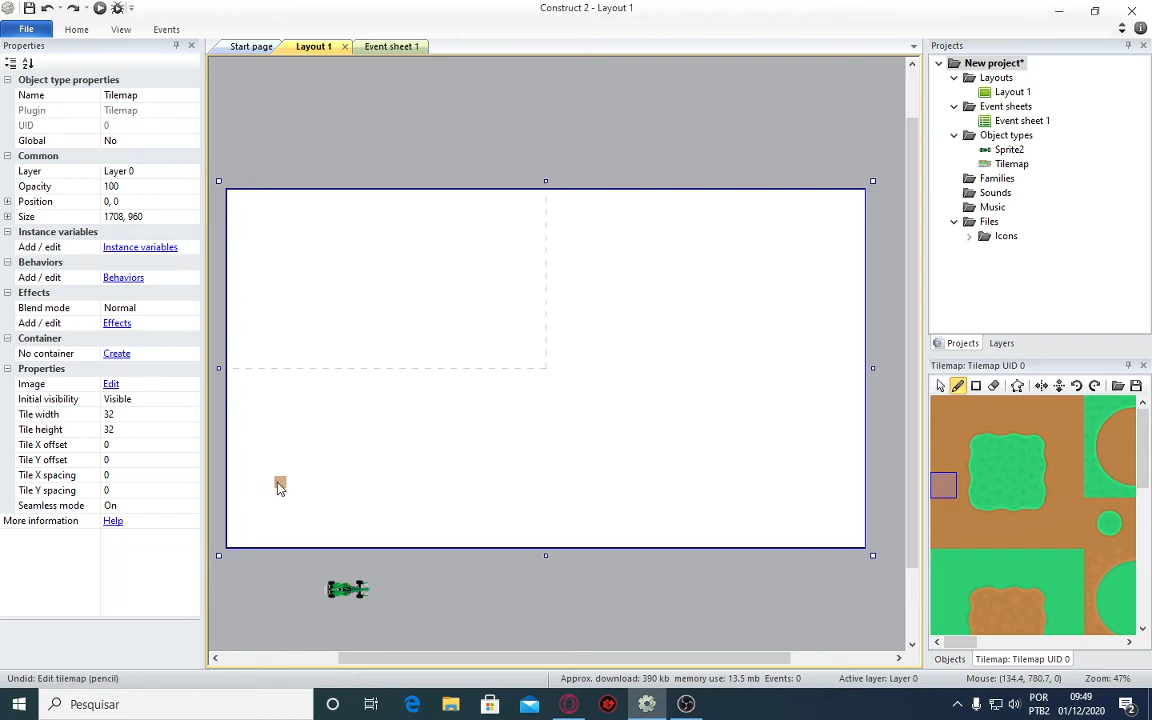 Construct 2 - Layout 1
File
Home
View
Events
Properties
Start page
Layout 1
Event sheet 1
Projects
Object type properties
Name Tilemap
Plugin Tilemap
UID 0
Global No
Common
Layer Layer 0
Opacity 100
Position 0, 0
Size 1708, 960
Instance variables
Add / edit Instance variables
Behaviors
Add / edit Behaviors
Effects
Blend mode Normal
Add / edit Effects
Container
No container Create
Properties
Image Edit
Initial visibility Visible
Tile width 32
Tile height 32
Tile X offset 0
Tile Y offset 0
Tile X spacing 0
Tile Y spacing 0
Seamless mode On
More information Help
New project*
Layouts
Layout 1
Event sheets
Event sheet 1
Object types
Sprite2
Tilemap
Families
Sounds
Music
Files
Icons
Projects
Layers
Tilemap: Tilemap UID 0
Objects
Tilemap: Tilemap UID 0
Undid: Edit tilemap (pencil)
Approx. download: 390 kb
memory use: 13.5 mb
Events: 0
Active layer: Layer 0
Mouse: (134.4, 780.7, 0)
Zoom: 47%
Pesquisar
POR
PTB2
09:49
01/12/2020
2